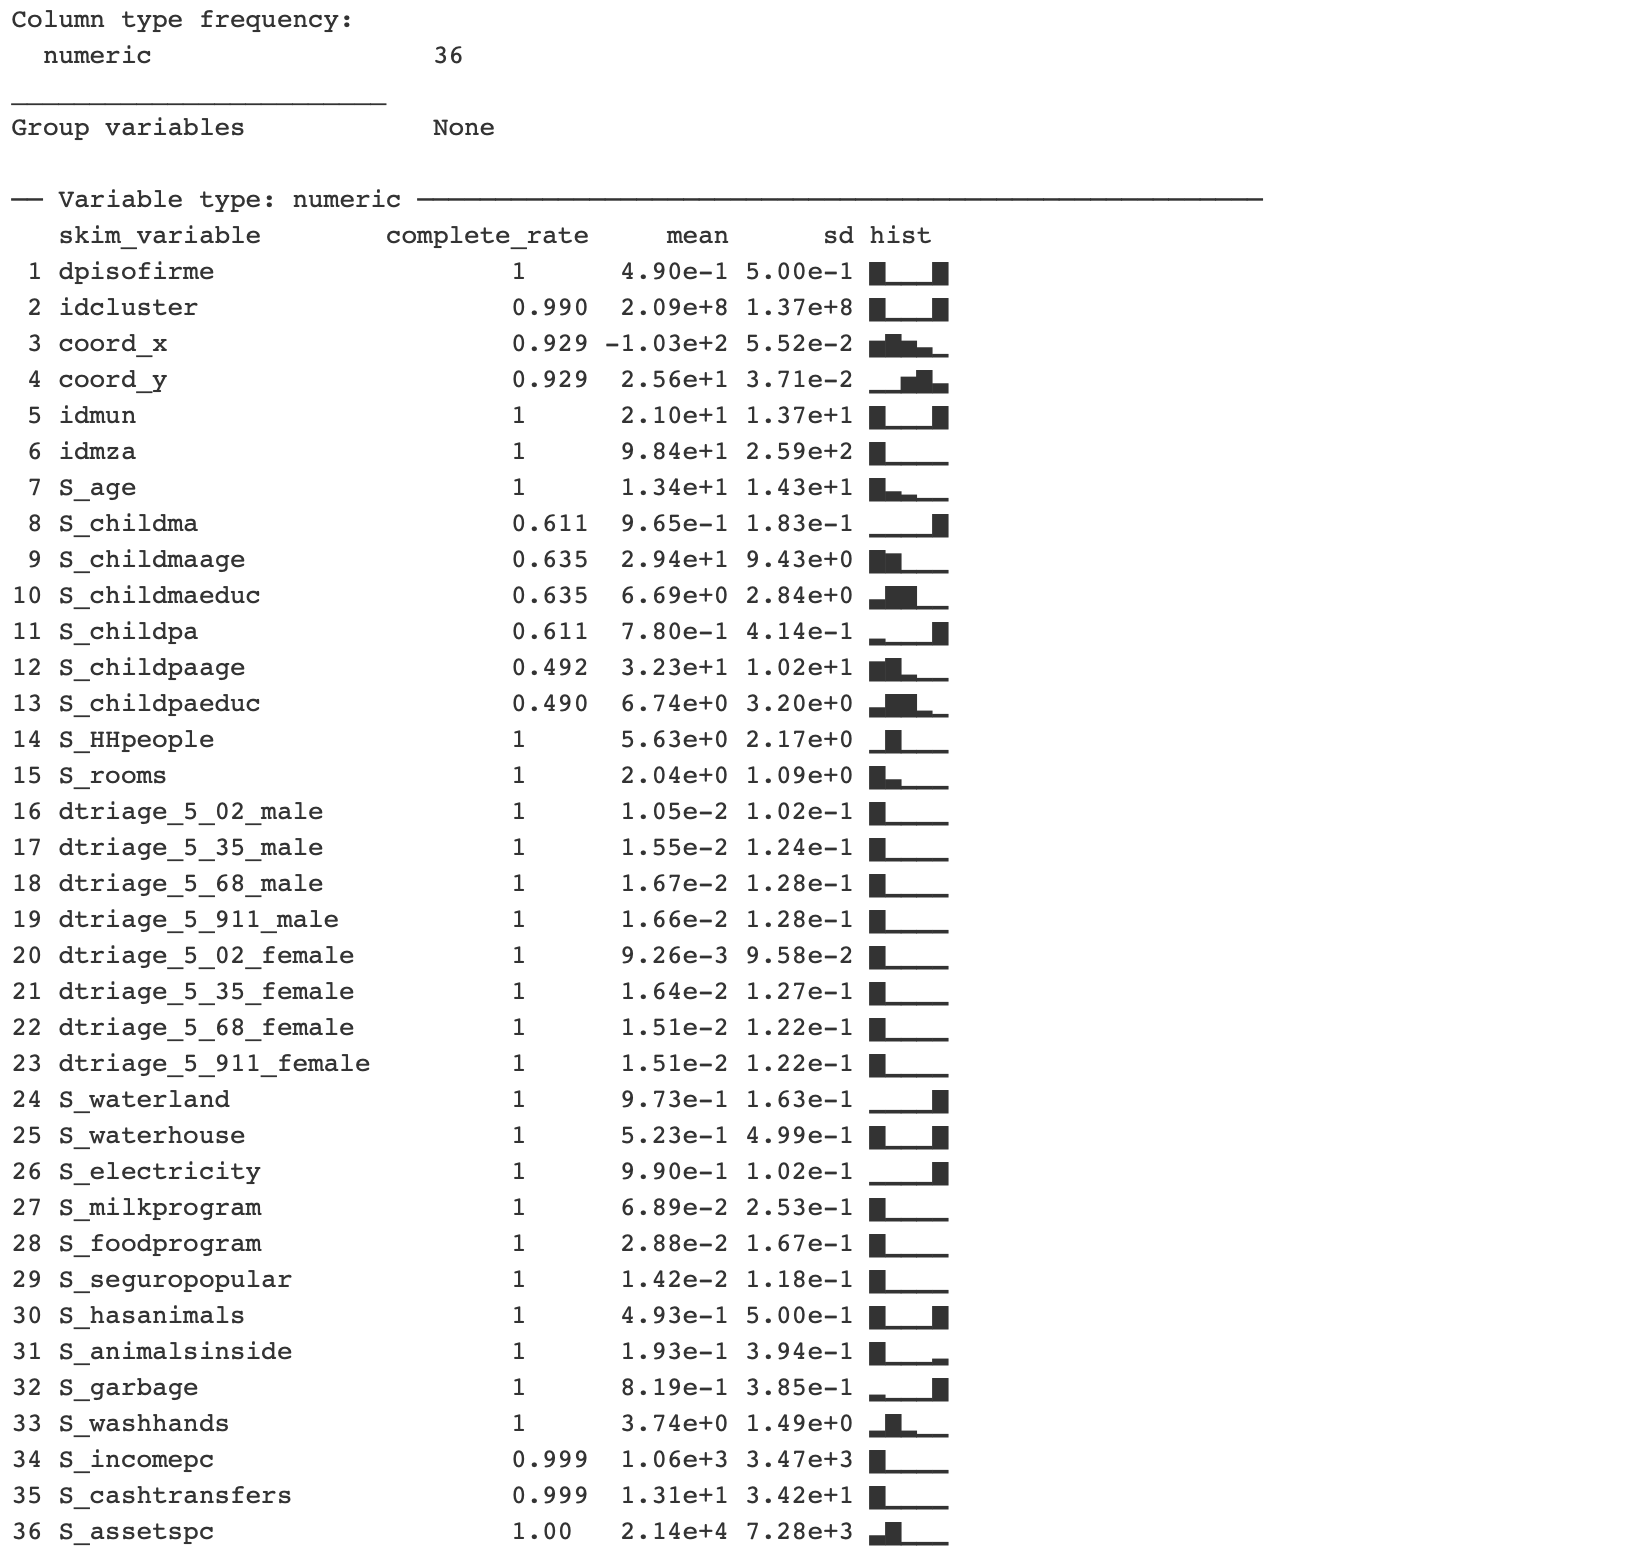 Column type frequency:
numeric 36
________________________
Group variables None
── Variable type: numeric ──────────────────────────────────────────────────────
skim_variable complete_rate mean sd hist
1 dpisofirme 1 4.90e-1 5.00e-1 ▇▁▁▁▇
2 idcluster 0.990 2.09e+8 1.37e+8 ▇▁▁▁▇
3 coord_x 0.929 -1.03e+2 5.52e-2 ▅▇▅▂▁
4 coord_y 0.929 2.56e+1 3.71e-2 ▁▁▅▇▃
5 idmun 1 2.10e+1 1.37e+1 ▇▁▁▁▇
6 idmza 1 9.84e+1 2.59e+2 ▇▁▁▁▁
7 S_age 1 1.34e+1 1.43e+1 ▇▃▂▁▁
8 S_childma 0.611 9.65e-1 1.83e-1 ▁▁▁▁▇
9 S_childmaage 0.635 2.94e+1 9.43e+0 ▇▆▁▁▁
10 S_childmaeduc 0.635 6.69e+0 2.84e+0 ▃▇▇▁▁
11 S_childpa 0.611 7.80e-1 4.14e-1 ▂▁▁▁▇
12 S_childpaage 0.492 3.23e+1 1.02e+1 ▆▇▂▁▁
13 S_childpaeduc 0.490 6.74e+0 3.20e+0 ▃▇▇▂▁
14 S_HHpeople 1 5.63e+0 2.17e+0 ▁▇▁▁▁
15 S_rooms 1 2.04e+0 1.09e+0 ▇▃▁▁▁
16 dtriage_5_02_male 1 1.05e-2 1.02e-1 ▇▁▁▁▁
17 dtriage_5_35_male 1 1.55e-2 1.24e-1 ▇▁▁▁▁
18 dtriage_5_68_male 1 1.67e-2 1.28e-1 ▇▁▁▁▁
19 dtriage_5_911_male 1 1.66e-2 1.28e-1 ▇▁▁▁▁
20 dtriage_5_02_female 1 9.26e-3 9.58e-2 ▇▁▁▁▁
21 dtriage_5_35_female 1 1.64e-2 1.27e-1 ▇▁▁▁▁
22 dtriage_5_68_female 1 1.51e-2 1.22e-1 ▇▁▁▁▁
23 dtriage_5_911_female 1 1.51e-2 1.22e-1 ▇▁▁▁▁
24 S_waterland 1 9.73e-1 1.63e-1 ▁▁▁▁▇
25 S_waterhouse 1 5.23e-1 4.99e-1 ▇▁▁▁▇
26 S_electricity 1 9.90e-1 1.02e-1 ▁▁▁▁▇
27 S_milkprogram 1 6.89e-2 2.53e-1 ▇▁▁▁▁
28 S_foodprogram 1 2.88e-2 1.67e-1 ▇▁▁▁▁
29 S_seguropopular 1 1.42e-2 1.18e-1 ▇▁▁▁▁
30 S_hasanimals 1 4.93e-1 5.00e-1 ▇▁▁▁▇
31 S_animalsinside 1 1.93e-1 3.94e-1 ▇▁▁▁▂
32 S_garbage 1 8.19e-1 3.85e-1 ▂▁▁▁▇
33 S_washhands 1 3.74e+0 1.49e+0 ▂▇▂▁▁
34 S_incomepc 0.999 1.06e+3 3.47e+3 ▇▁▁▁▁
35 S_cashtransfers 0.999 1.31e+1 3.42e+1 ▇▁▁▁▁
36 S_assetspc 1.00 2.14e+4 7.28e+3 ▃▇▁▁▁